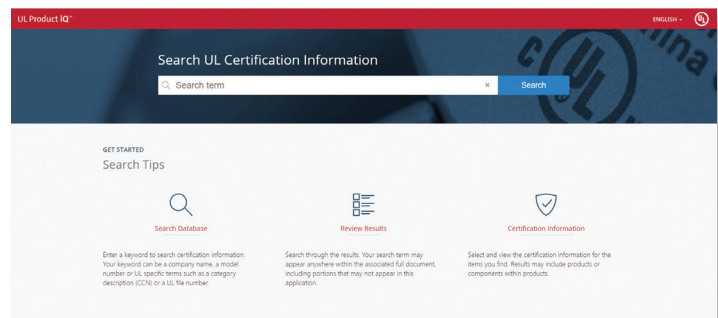 UL Product iQ™
ENGLISH
UL
Search UL Certification Information
Search term
×
Search
UL
China
GET STARTED
Search Tips
Search Database
Review Results
Certification Information
Enter a keyword to search certification information.
Your keyword can be a company name, a model
number or UL specific terms such as a category
description (CCN) or a UL file number.
Search through the results. Your search term may
appear anywhere within the associated full document,
including portions that may not appear in this
application.
Select and view the certification information for the
items you find. Results may include products or
components within products.